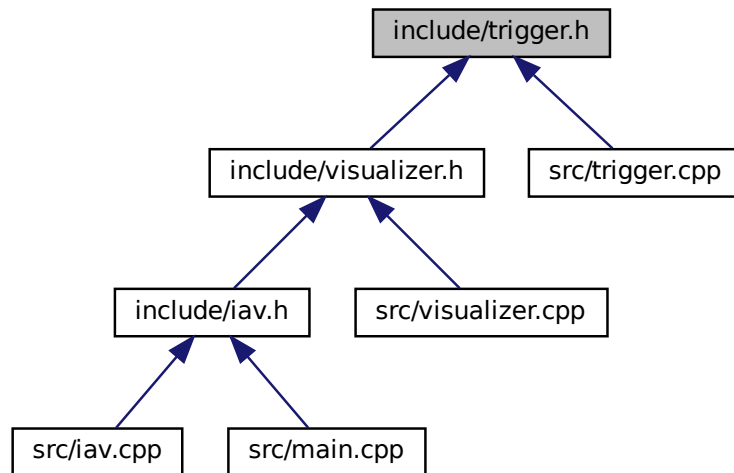 include/trigger.h
include/visualizer.h
src/trigger.cpp
include/iav.h
src/visualizer.cpp
src/iav.cpp
src/main.cpp